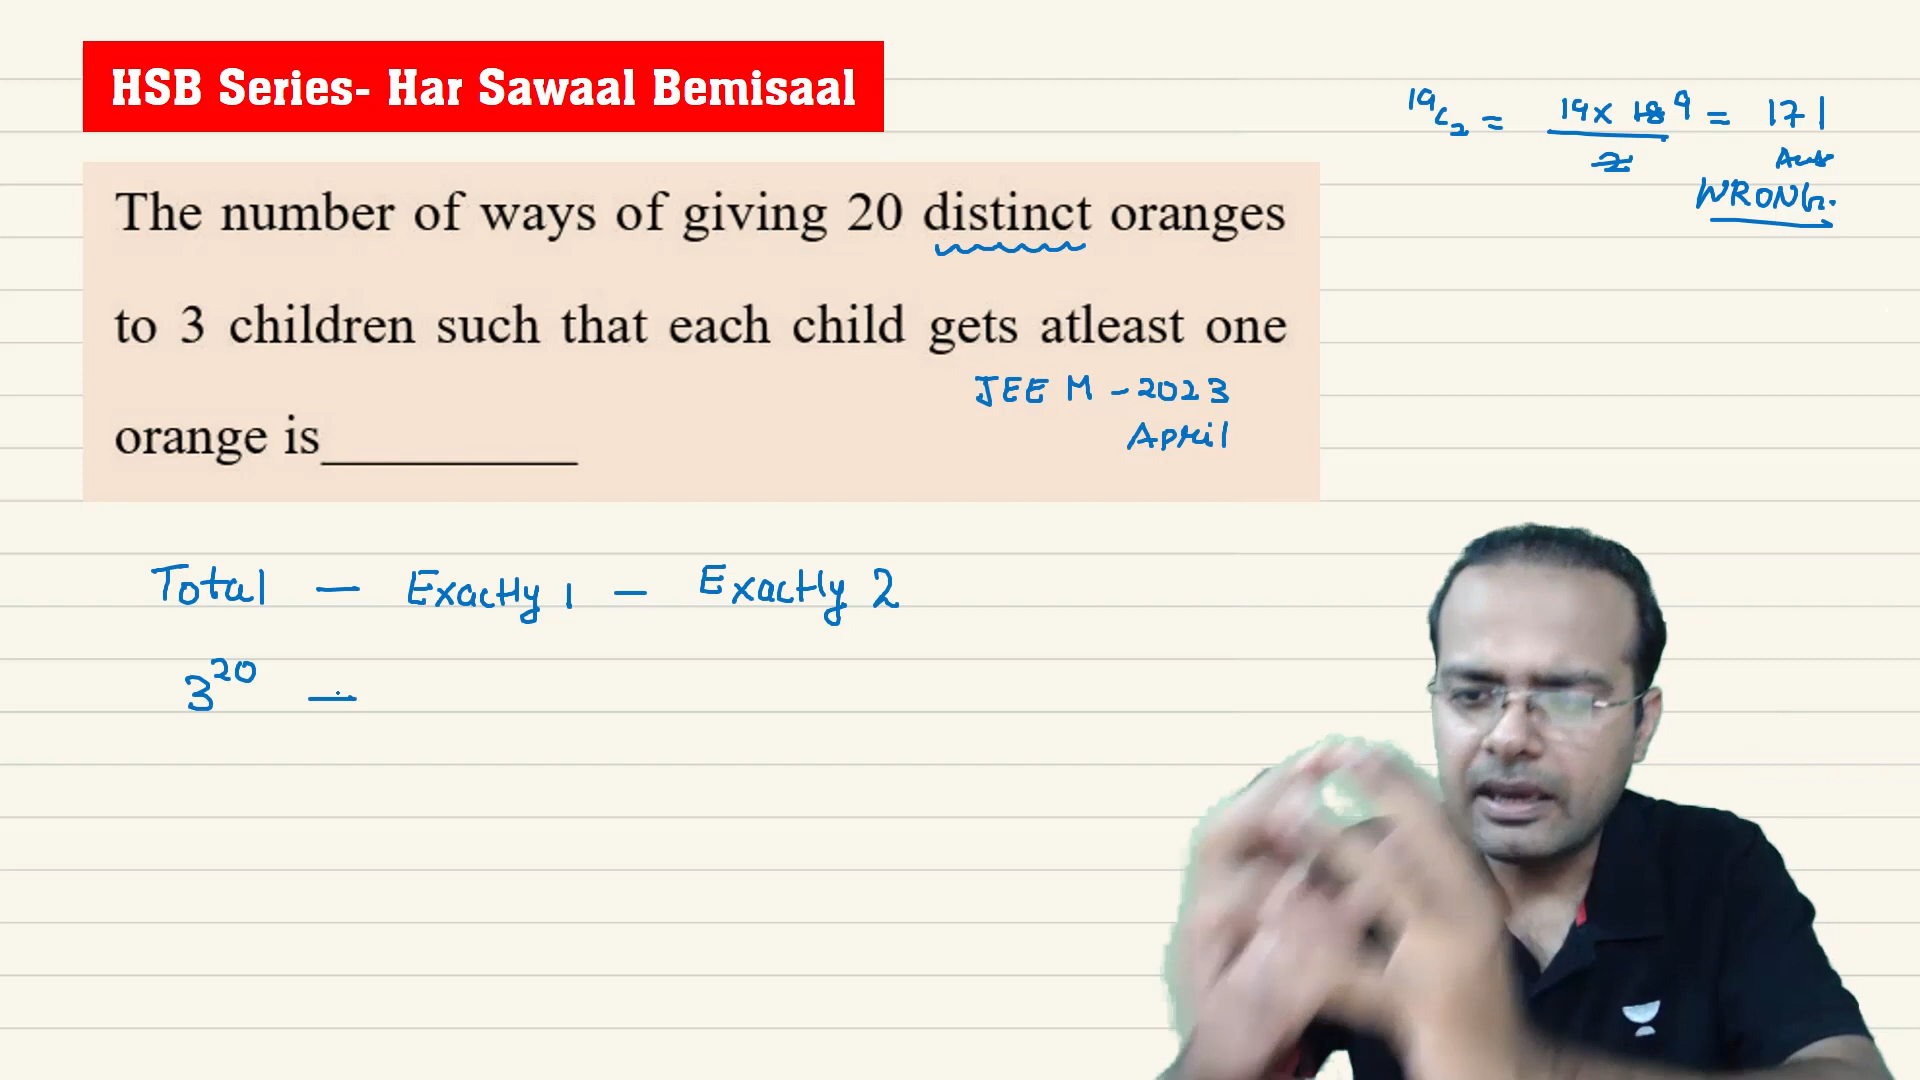 HSB Series- Har Sawaal Bemisaal
19C2 = 19 x 18 9 / 2 = 171
Ans
WRONG.
The number of ways of giving 20 distinct oranges
to 3 children such that each child gets atleast one
JEE M - 2023
April
orange is__________
Total — Exactly 1 — Exactly 2
3^20 —